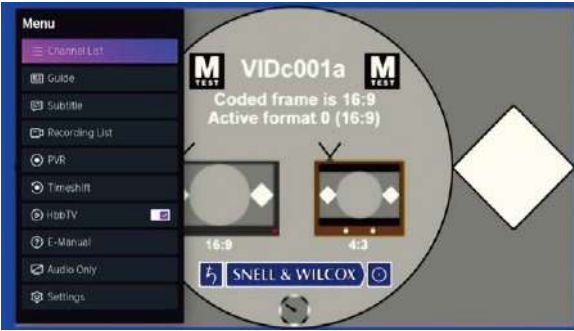 Menu
Channel List
Guide
Subtitle
Recording List
PVR
Timeshift
HbbTV
E-Manual
Audio Only
Settings
M
TEST
VIDc001a
M
TEST
Coded frame is 16:9
Active format 0 (16:9)
16:9
4:3
SNELL & WILCOX